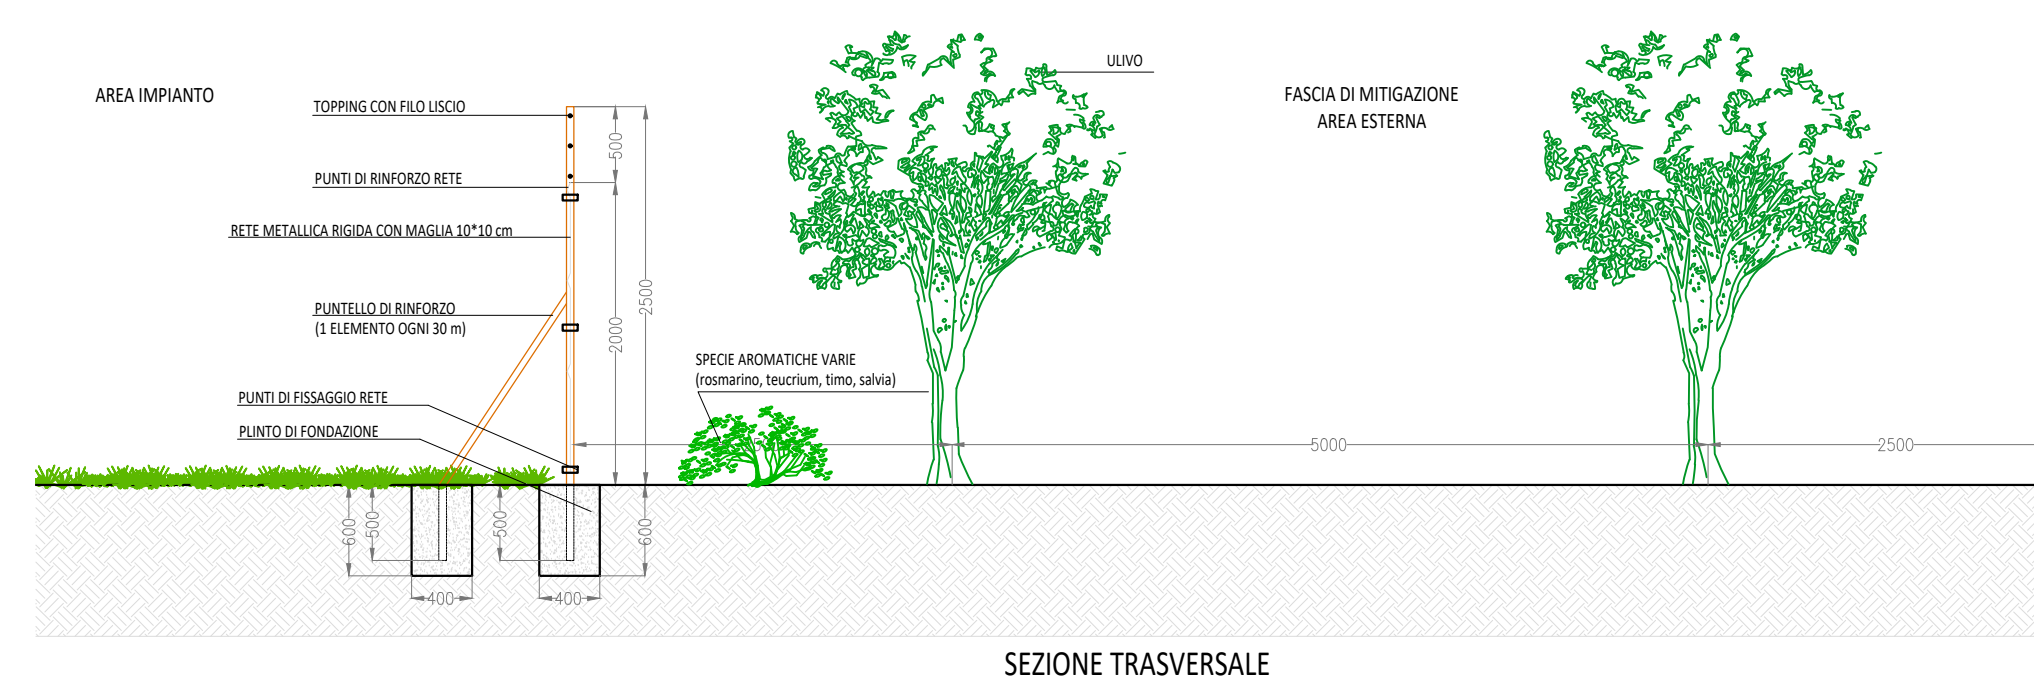 ULIVO
AREA IMPIANTO
FASCIA DI MITIGAZIONE
AREA ESTERNA
TOPPING CON FILO LISCIO
500
PUNTI DI RINFORZO RETE
RETE METALLICA RIGIDA CON MAGLIA 10*10 cm
2500
2000
PUNTELLO DI RINFORZO
(1 ELEMENTO OGNI 30 m)
SPECIE AROMATICHE VARIE
(rosmarino, teucrium, timo, salvia)
PUNTI DI FISSAGGIO RETE
PLINTO DI FONDAZIONE
5000
2500
600
500
500
600
400
400
SEZIONE TRASVERSALE